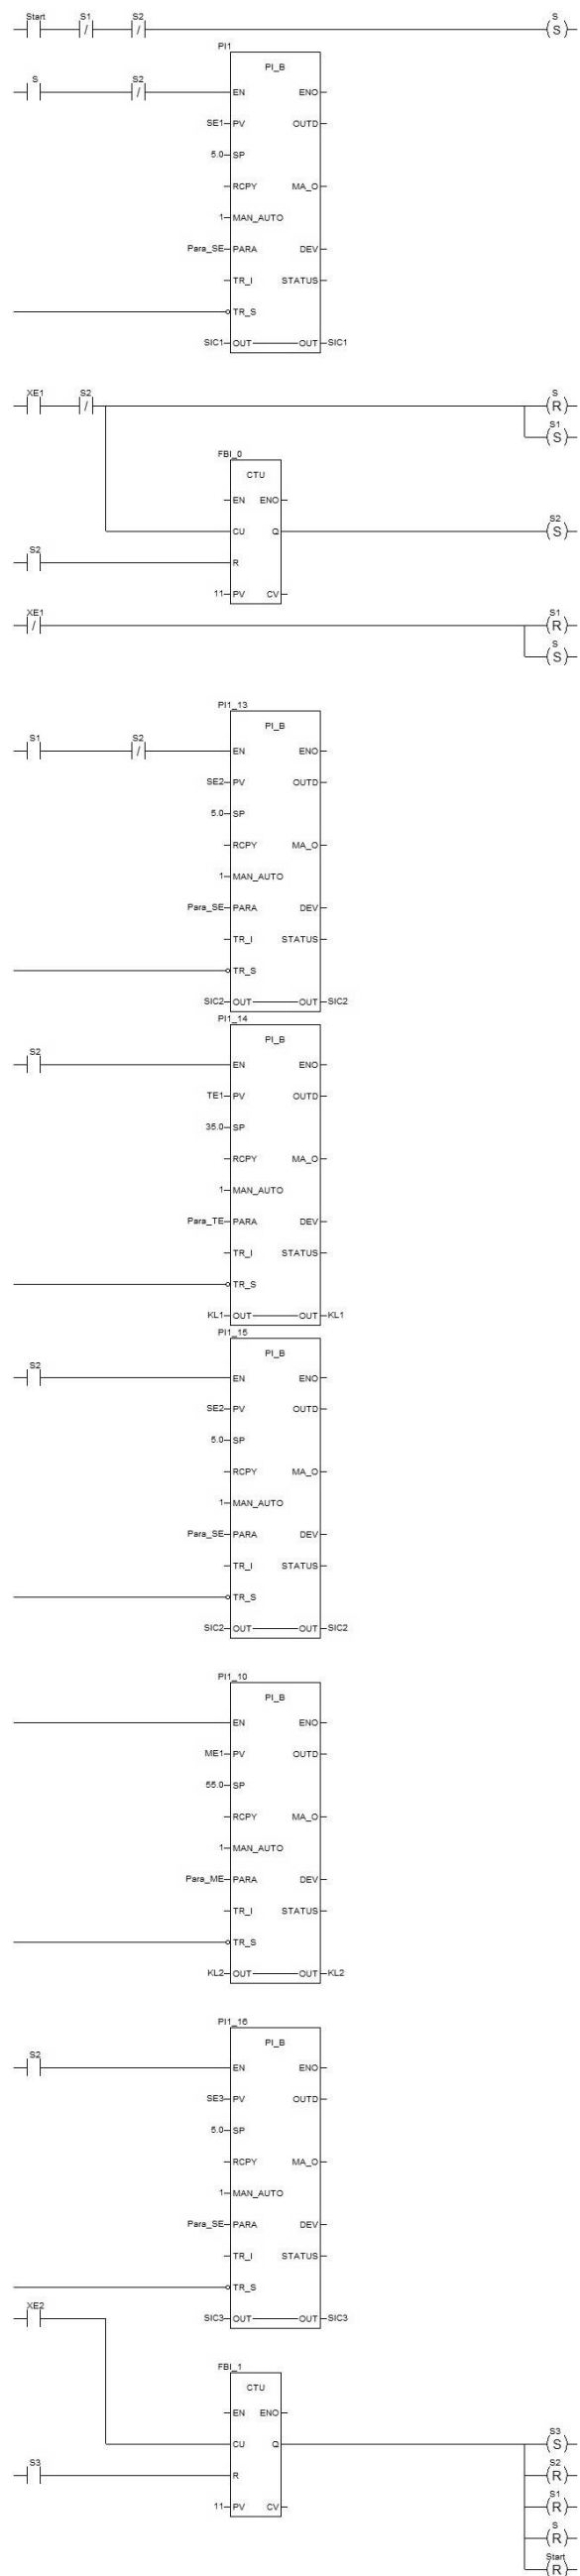 Start S1 S2 S
/ / S
PI1
PI_B
S S2
/ EN ENO
SE1 PV OUTD
5.0 SP
RCPY MA_O
1 MAN_AUTO
Para_SE PARA DEV
TR_I STATUS
TR_S
SIC1 OUT OUT SIC1
XE1 S2 S
/ R
S1
S
FBI_0
CTU
EN ENO
S2
CU Q S
S2
R
11 PV CV
XE1 S1
/ R
S
S
PI1_13
PI_B
S1 S2
/ EN ENO
SE2 PV OUTD
5.0 SP
RCPY MA_O
1 MAN_AUTO
Para_SE PARA DEV
TR_I STATUS
TR_S
SIC2 OUT OUT SIC2
PI1_14
PI_B
S2
EN ENO
TE1 PV OUTD
35.0 SP
RCPY MA_O
1 MAN_AUTO
Para_TE PARA DEV
TR_I STATUS
TR_S
KL1 OUT OUT KL1
PI1_15
PI_B
S2
EN ENO
SE2 PV OUTD
5.0 SP
RCPY MA_O
1 MAN_AUTO
Para_SE PARA DEV
TR_I STATUS
TR_S
SIC2 OUT OUT SIC2
PI1_10
PI_B
EN ENO
ME1 PV OUTD
55.0 SP
RCPY MA_O
1 MAN_AUTO
Para_ME PARA DEV
TR_I STATUS
TR_S
KL2 OUT OUT KL2
PI1_16
PI_B
S2
EN ENO
SE3 PV OUTD
5.0 SP
RCPY MA_O
1 MAN_AUTO
Para_SE PARA DEV
TR_I STATUS
TR_S
XE2
SIC3 OUT OUT SIC3
FBI_1
CTU
EN ENO
S3
CU Q S
S3 S2
R R
S1
11 PV CV R
S
R
Start
R